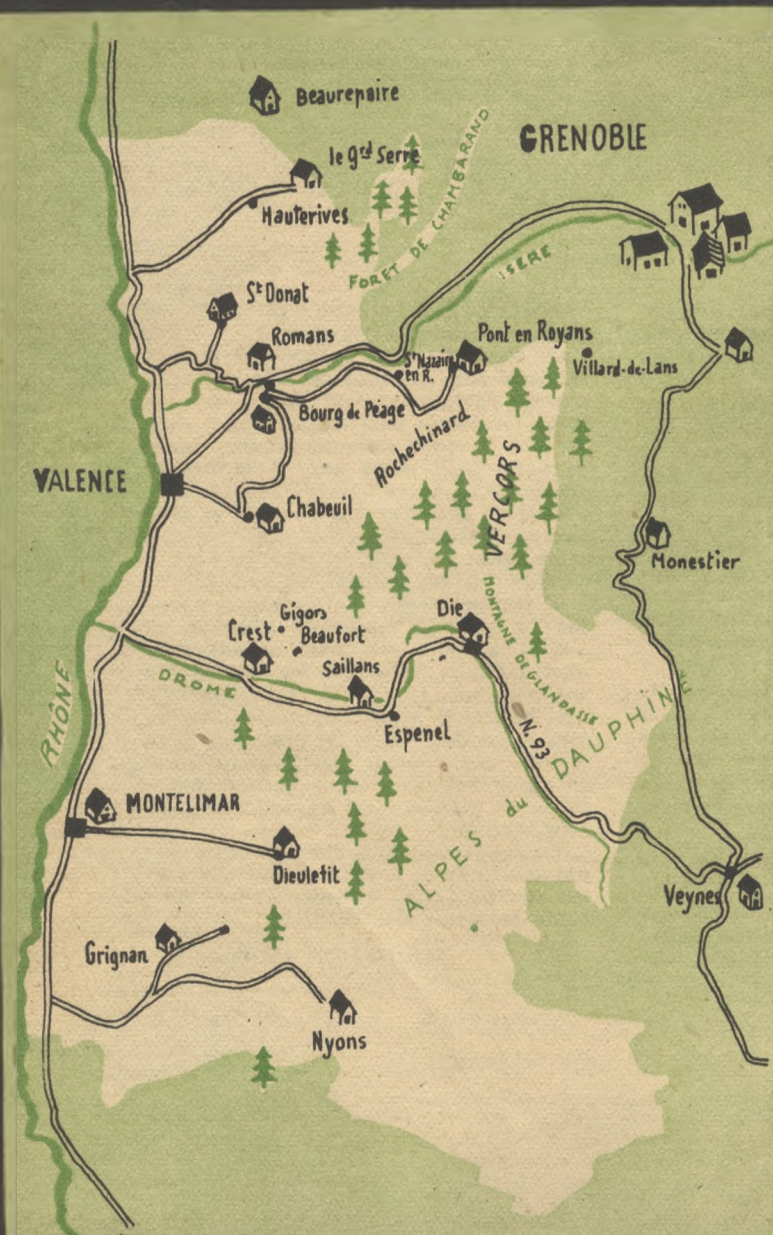 Beaurepaire
GRENOBLE
le grd Serre
Hauterives
FORET DE CHAMBARAND
ISERE
St Donat
Romans
Pont en Royans
St Nazaire
en R.
Villard-de-Lans
Bourg de Péage
Rochechinard
VERCORS
VALENCE
Chabeuil
Monestier
Gigors
Die
Crest
Beaufort
MONTAGNE DE GLANDASSE
Saillans
DROME
RHÔNE
Espenel
N.93
ALPES du DAUPHINÉ
MONTELIMAR
Dieulefit
Veynes
Grignan
Nyons